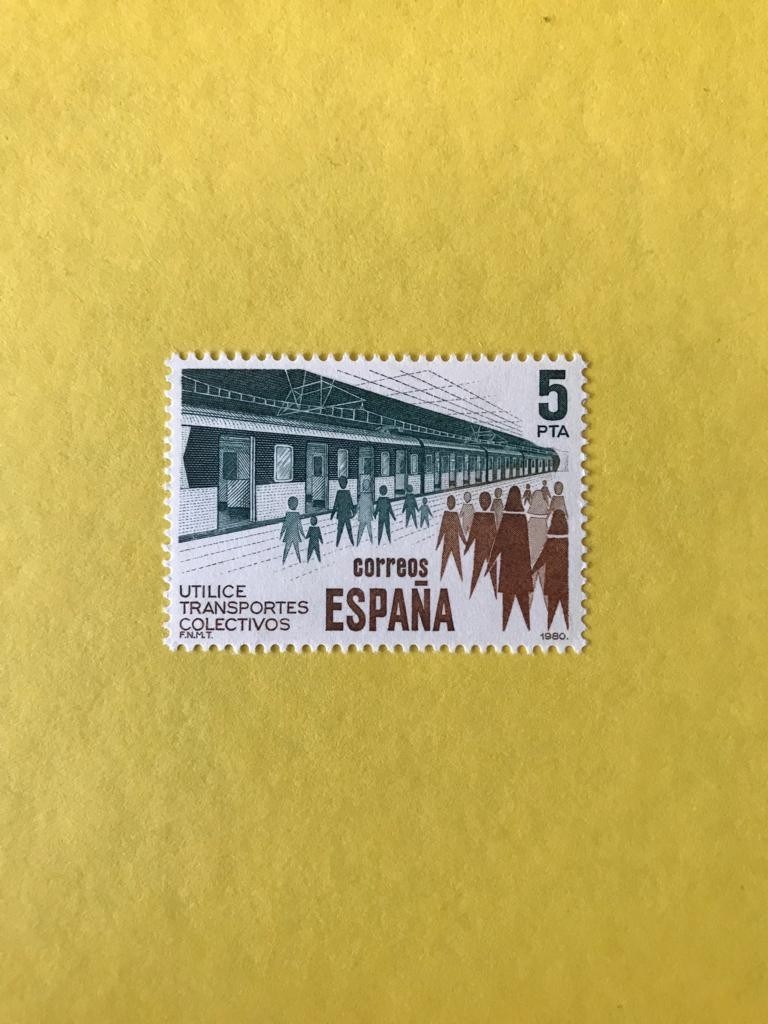 5
PTA
correos
ESPAÑA
UTILICE
TRANSPORTES
COLECTIVOS
F.N.M.T.
1980.